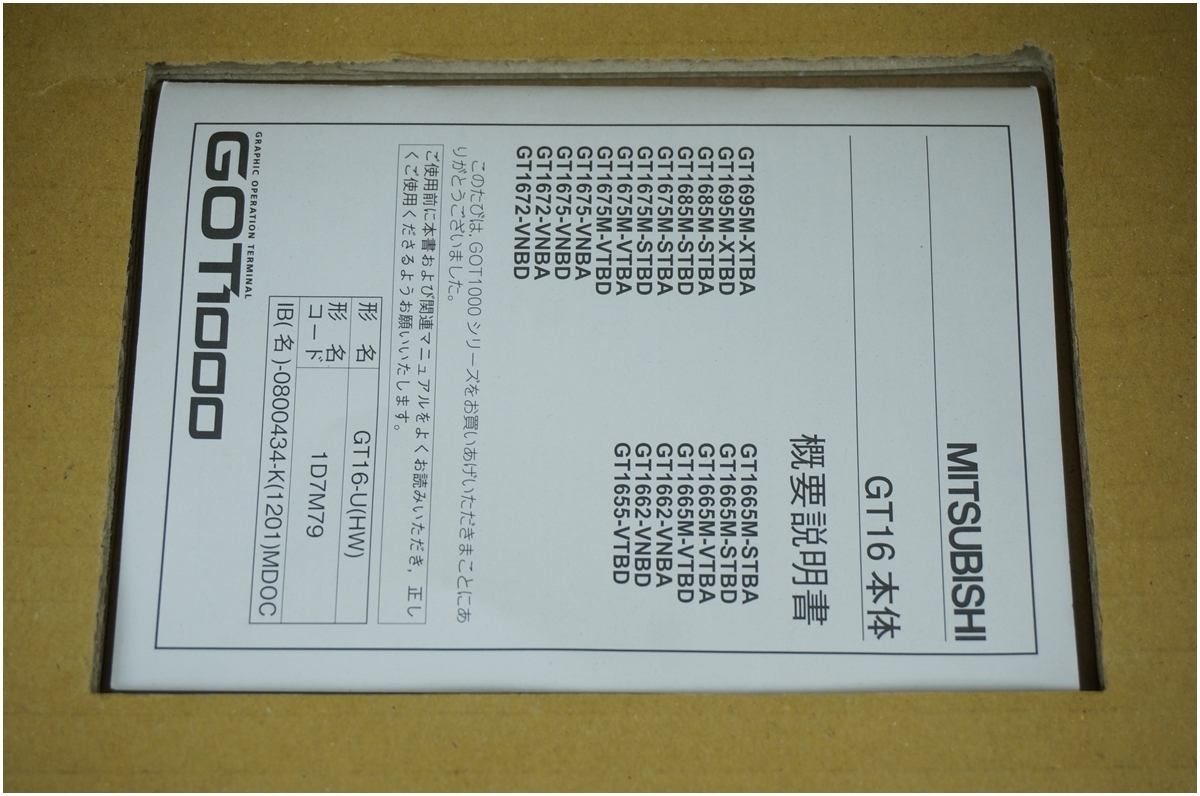 MITSUBISHI
GT16 本体
概要説明書
GT1695M-XTBA
GT1695M-XTBD
GT1685M-STBA
GT1685M-STBD
GT1675M-STBA
GT1675M-STBD
GT1675M-VTBA
GT1675M-VTBD
GT1675-VNBA
GT1675-VNBD
GT1672-VNBA
GT1672-VNBD
GT1665M-STBA
GT1665M-STBD
GT1665M-VTBA
GT1665M-VTBD
GT1662-VNBA
GT1662-VNBD
GT1655-VTBD
このたびは,GOT1000 シリーズをお買いあげいただきまことにあ
りがとうございました。
ご使用前に本書および関連マニュアルをよくお読みいただき,正し
くご使用くださるようお願いいたします。
形 名 GT16-U(HW)
形 名
コード 1D7M79
IB(名)-0800434-K(1201)MDOC
GRAPHIC OPERATION TERMINAL
GOT1000